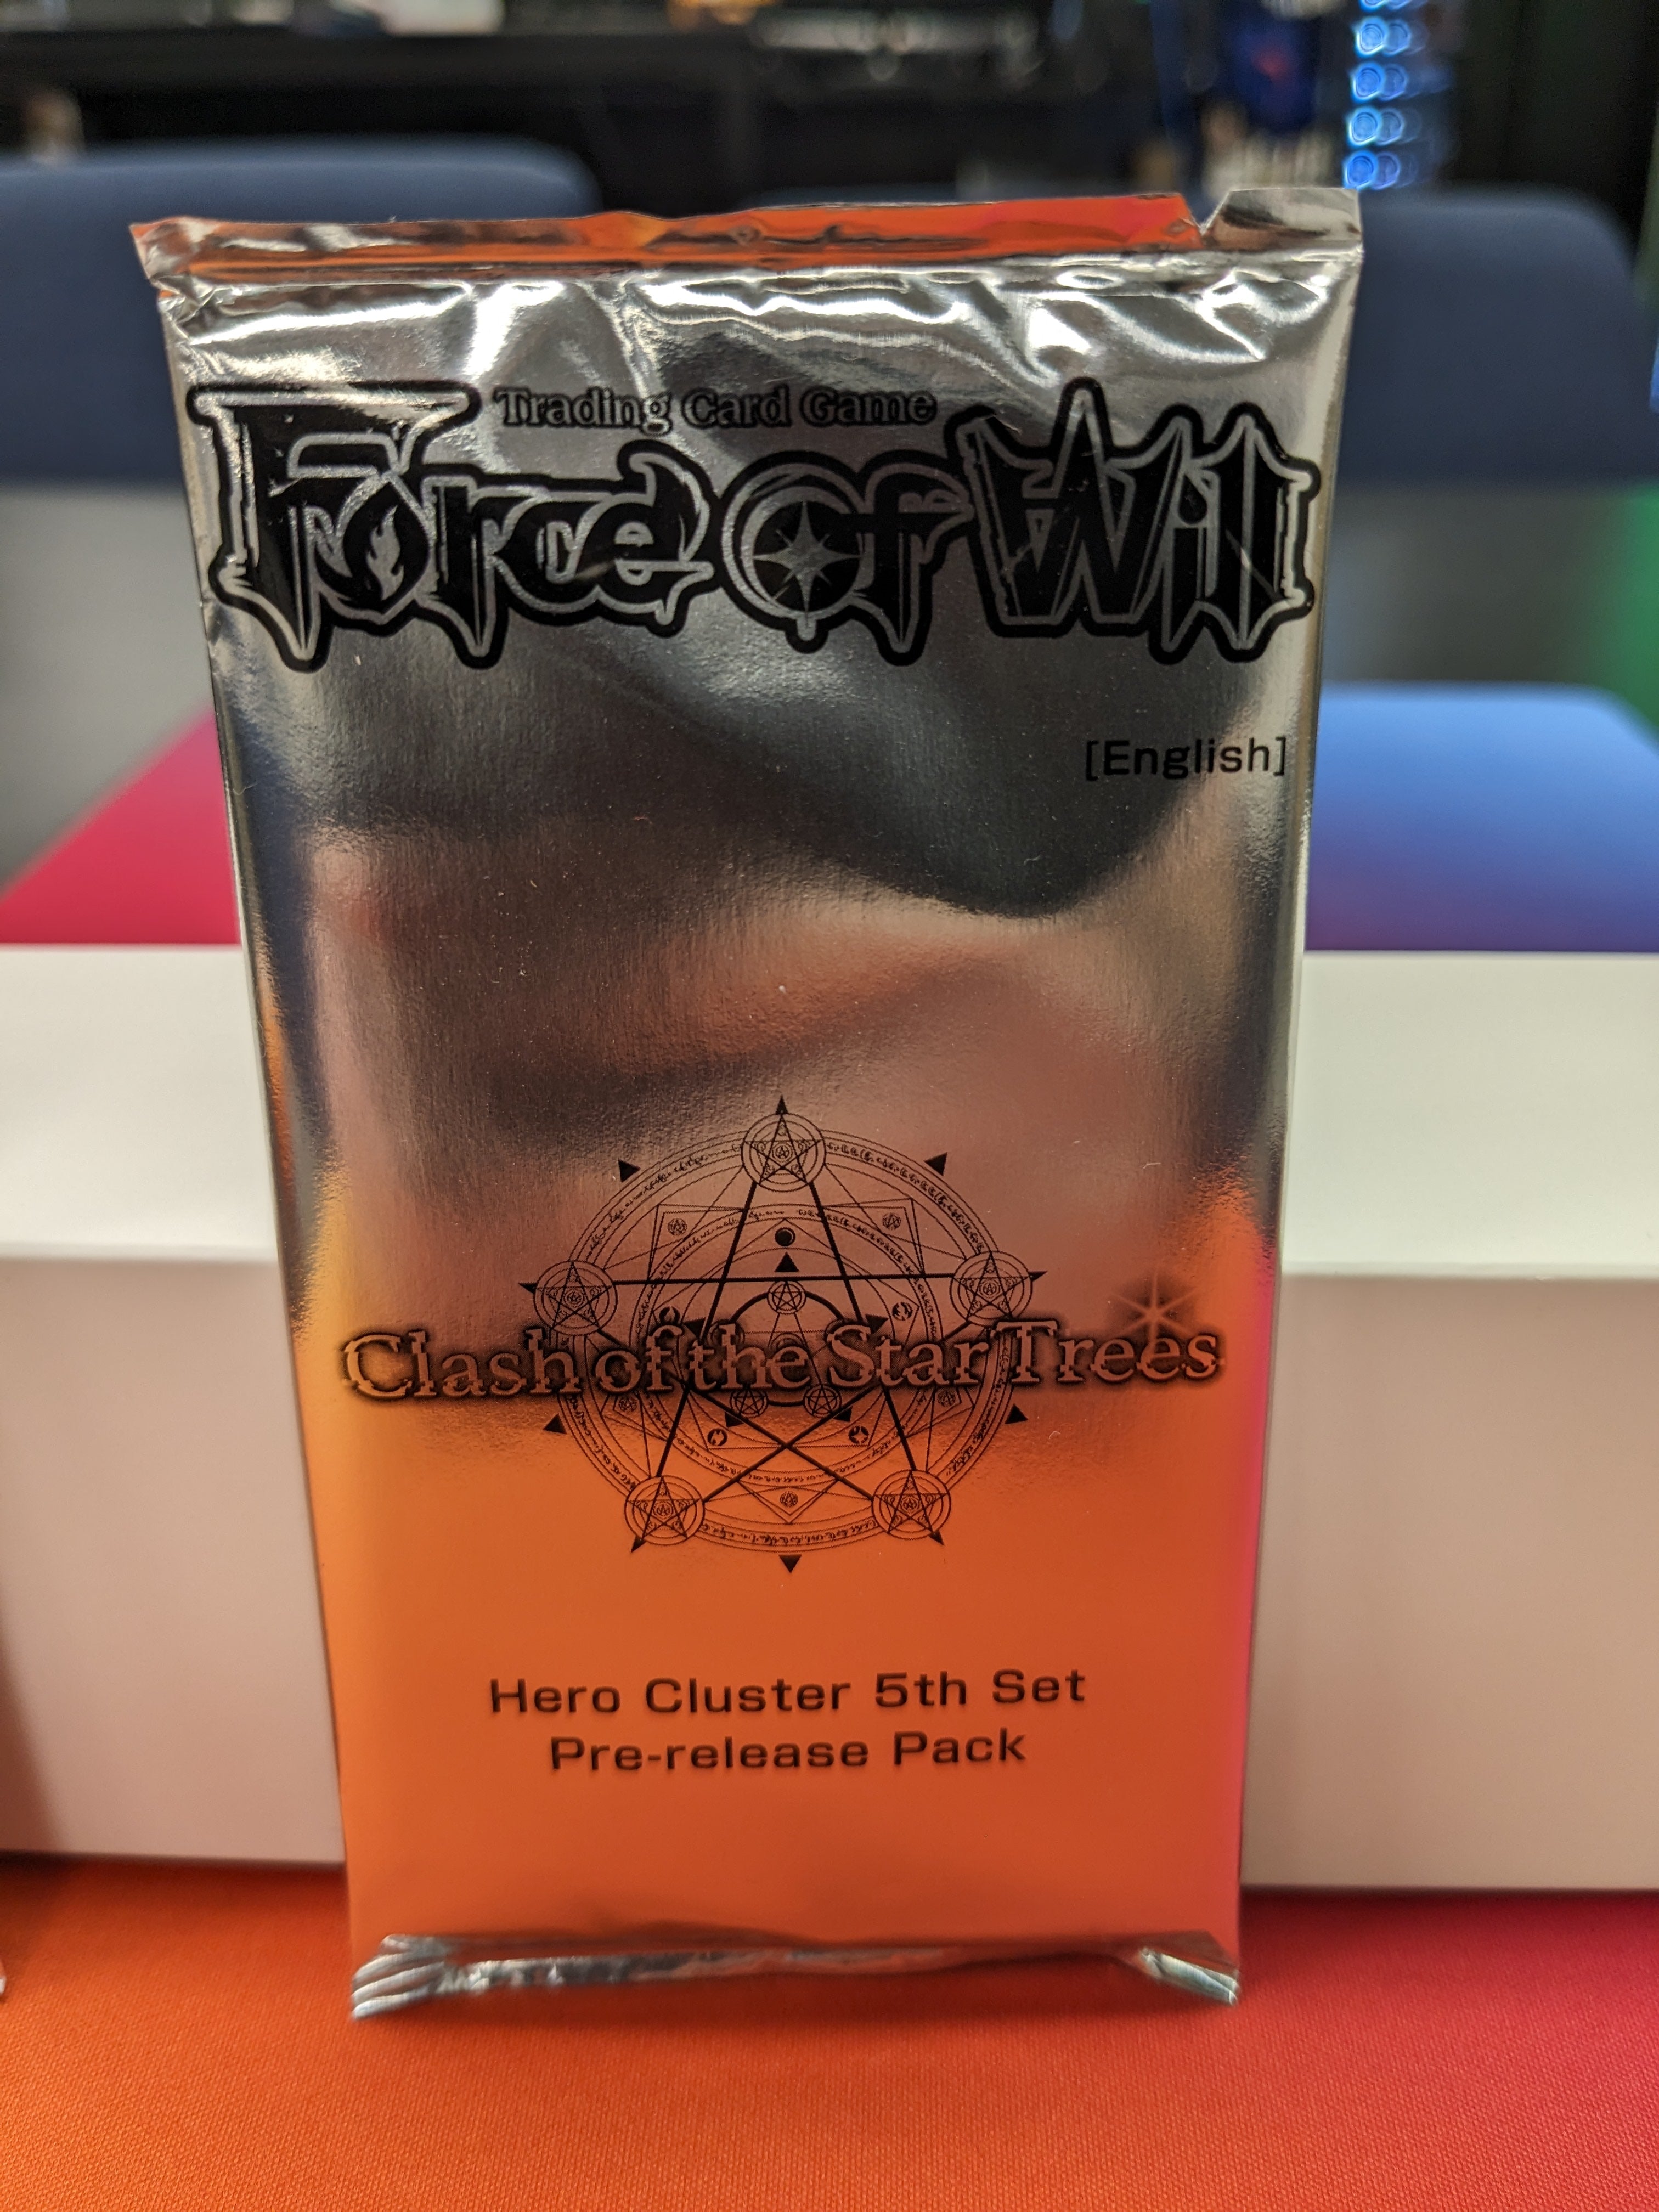 Trading Card Game
Force of Will
[English]
Clash of the Star Trees
Hero Cluster 5th Set
Pre-release Pack